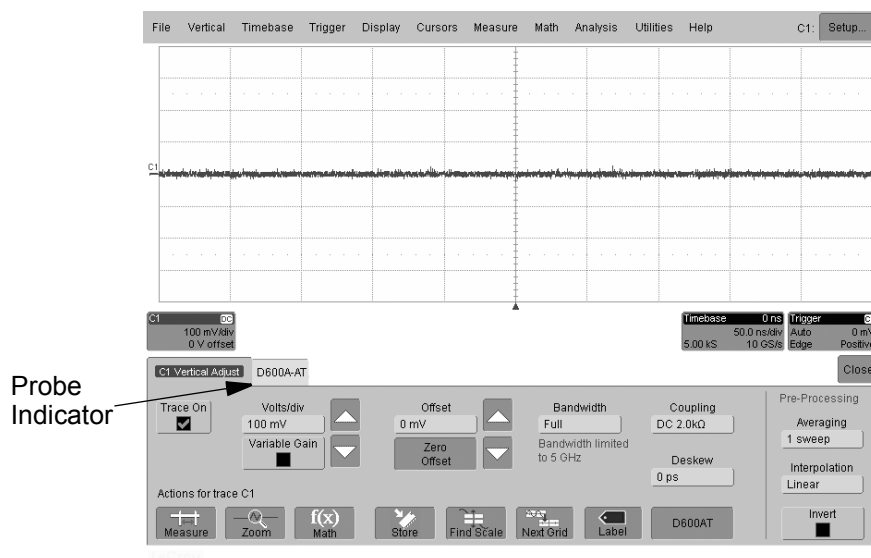 File Vertical Timebase Trigger Display Cursors Measure Math Analysis Utilities Help C1: Setup...
C1
C1 DC
100 mV/div
0 V offset
Timebase 0 ns
50.0 ns/div
5.00 kS 10 GS/s
Trigger
Auto 0 mV
Edge Positive
C1 Vertical Adjust D600A-AT Close
Probe
Indicator
Trace On
Volts/div
100 mV
Variable Gain
Offset
0 mV
Zero
Offset
Bandwidth
Full
Bandwidth limited
to 5 GHz
Coupling
DC 2.0kΩ
Deskew
0 ps
Pre-Processing
Averaging
1 sweep
Interpolation
Linear
Invert
Actions for trace C1
Measure
Zoom
f(x)
Math
Store
Find Scale
Next Grid
Label
D600AT